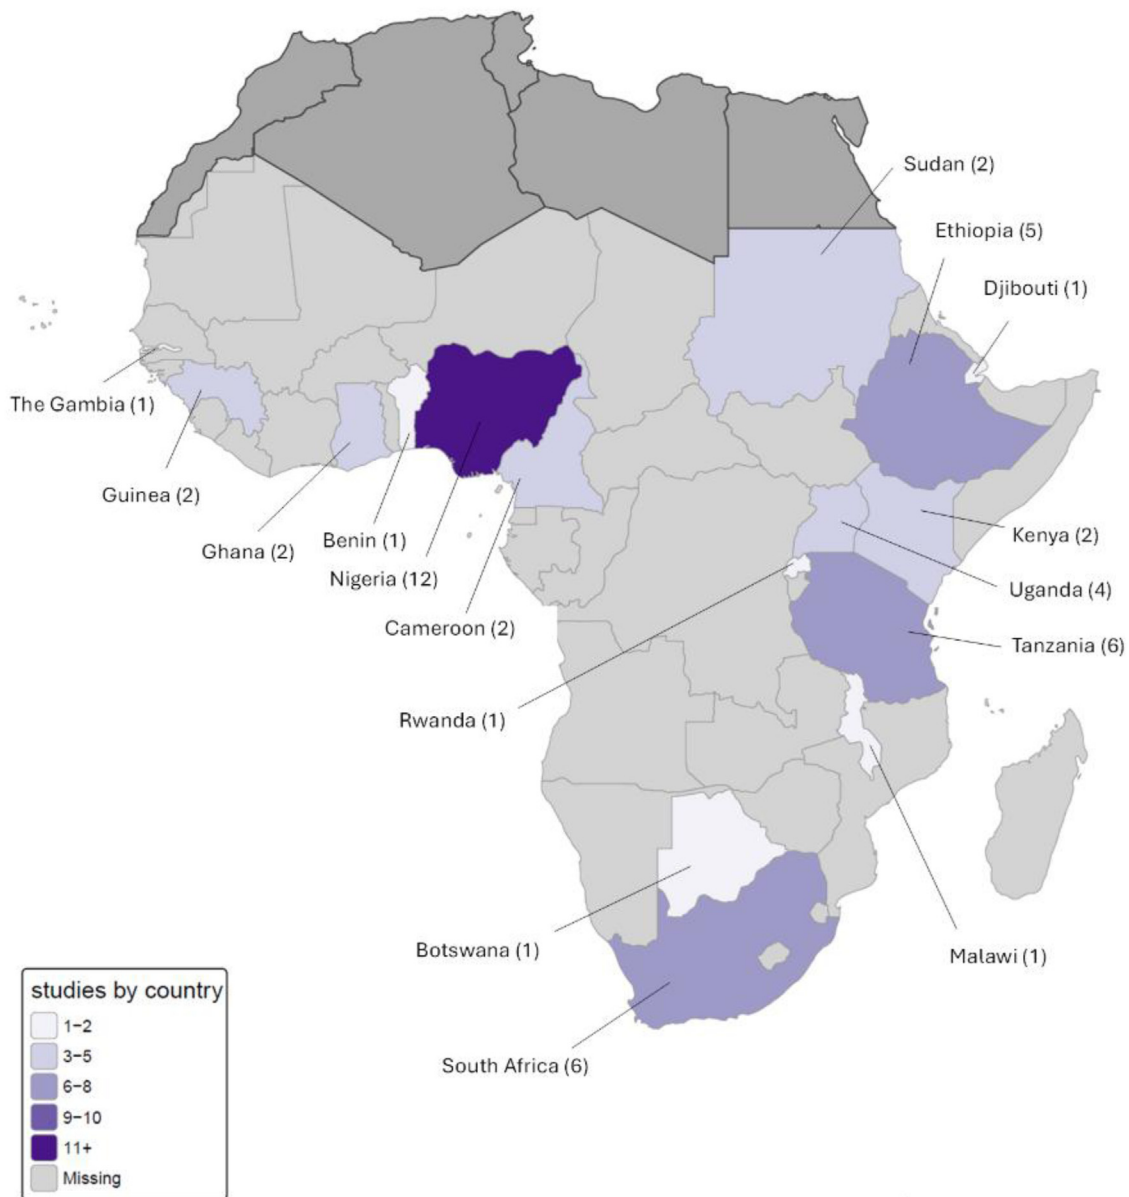 Sudan (2)
Ethiopia (5)
Djibouti (1)
The Gambia (1)
Guinea (2)
Ghana (2)
Benin (1)
Nigeria (12)
Cameroon (2)
Kenya (2)
Uganda (4)
Tanzania (6)
Rwanda (1)
Botswana (1)
Malawi (1)
South Africa (6)
studies by country
1−2
3−5
6−8
9−10
11+
Missing